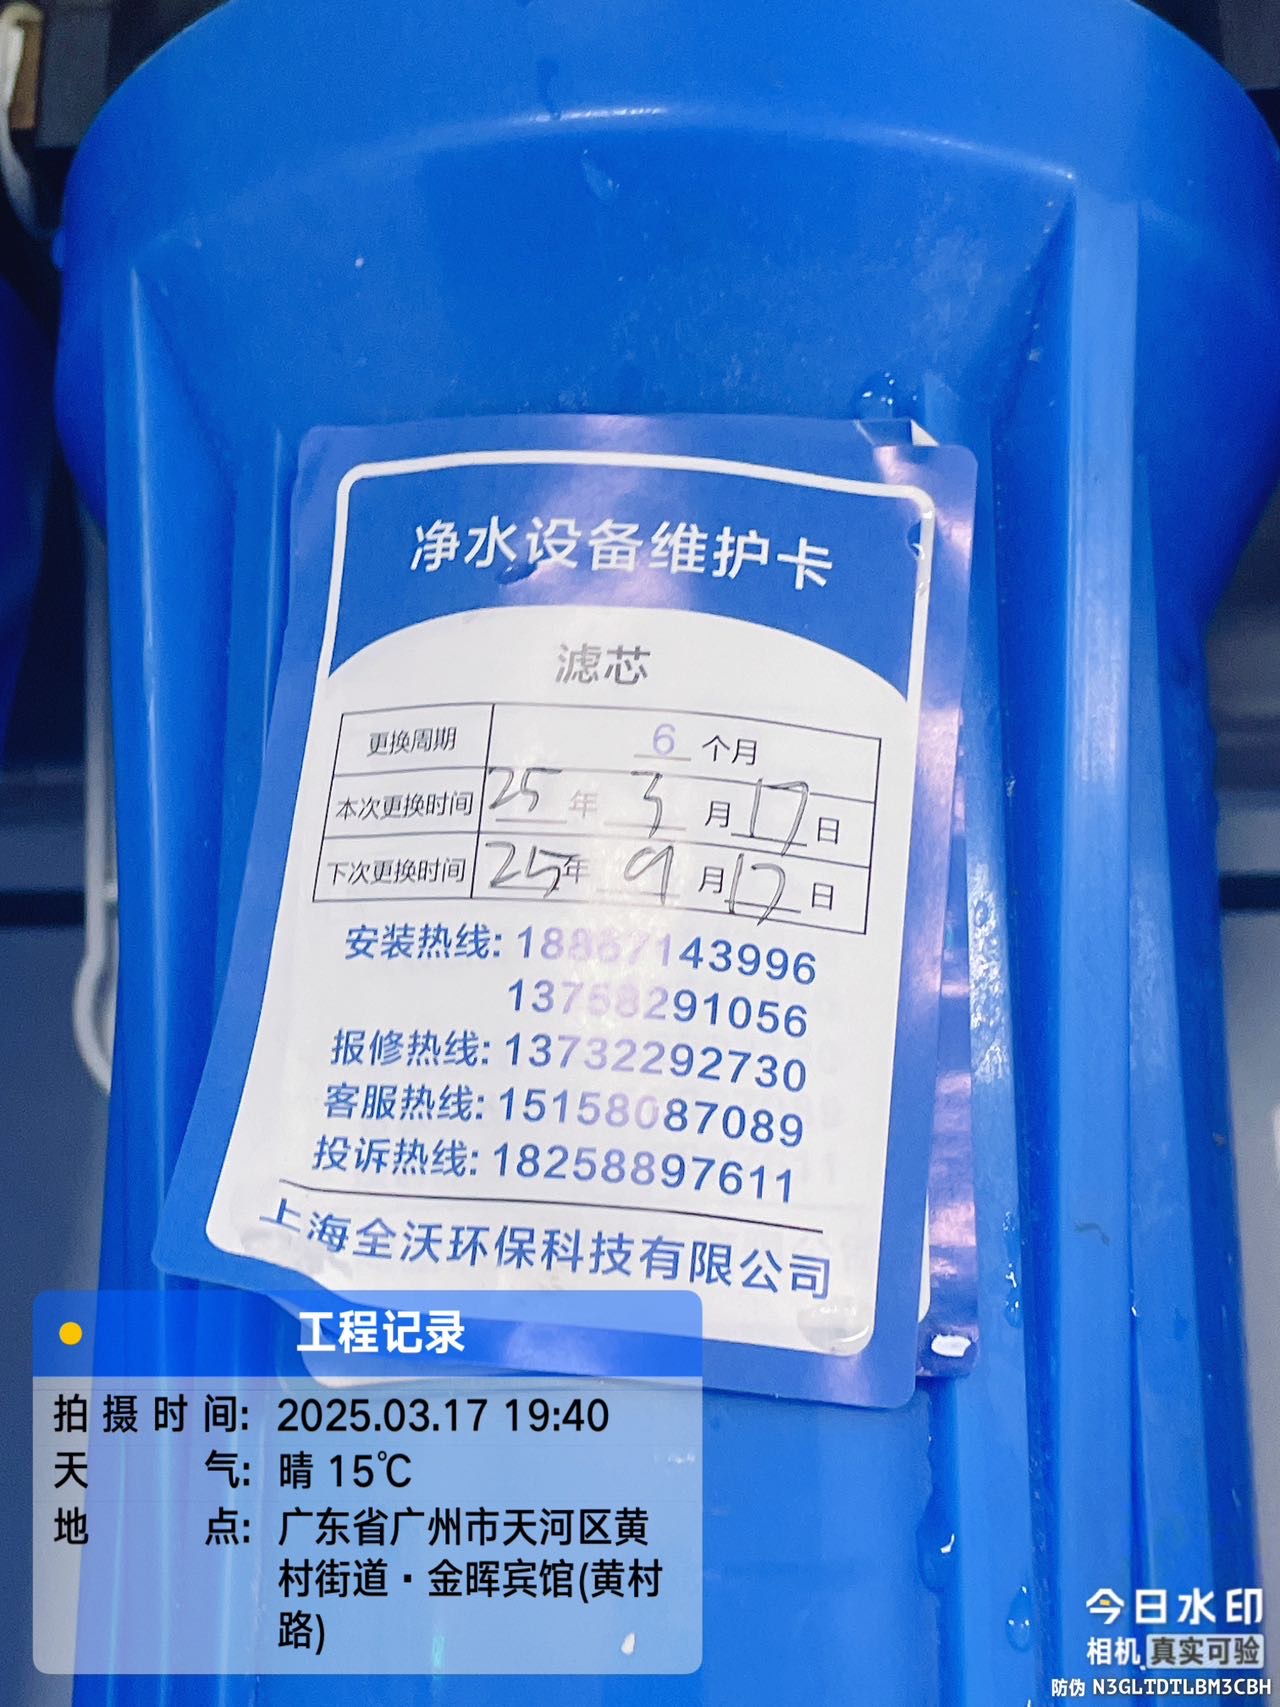 净水设备维护卡
滤芯
更换周期 6 个月
本次更换时间 25 年 3 月 17 日
下次更换时间 25 年 9 月 17 日
安装热线: 18867143996
13758291056
报修热线: 13732292730
客服热线: 15158087089
投诉热线: 18258897611
上海全沃环保科技有限公司
工程记录
拍摄时间: 2025.03.17 19:40
天气: 晴 15℃
地点: 广东省广州市天河区黄
村街道·金晖宾馆(黄村
路)
今日水印
相机 真实可验
防伪 N3GLTDTLBM3CBH